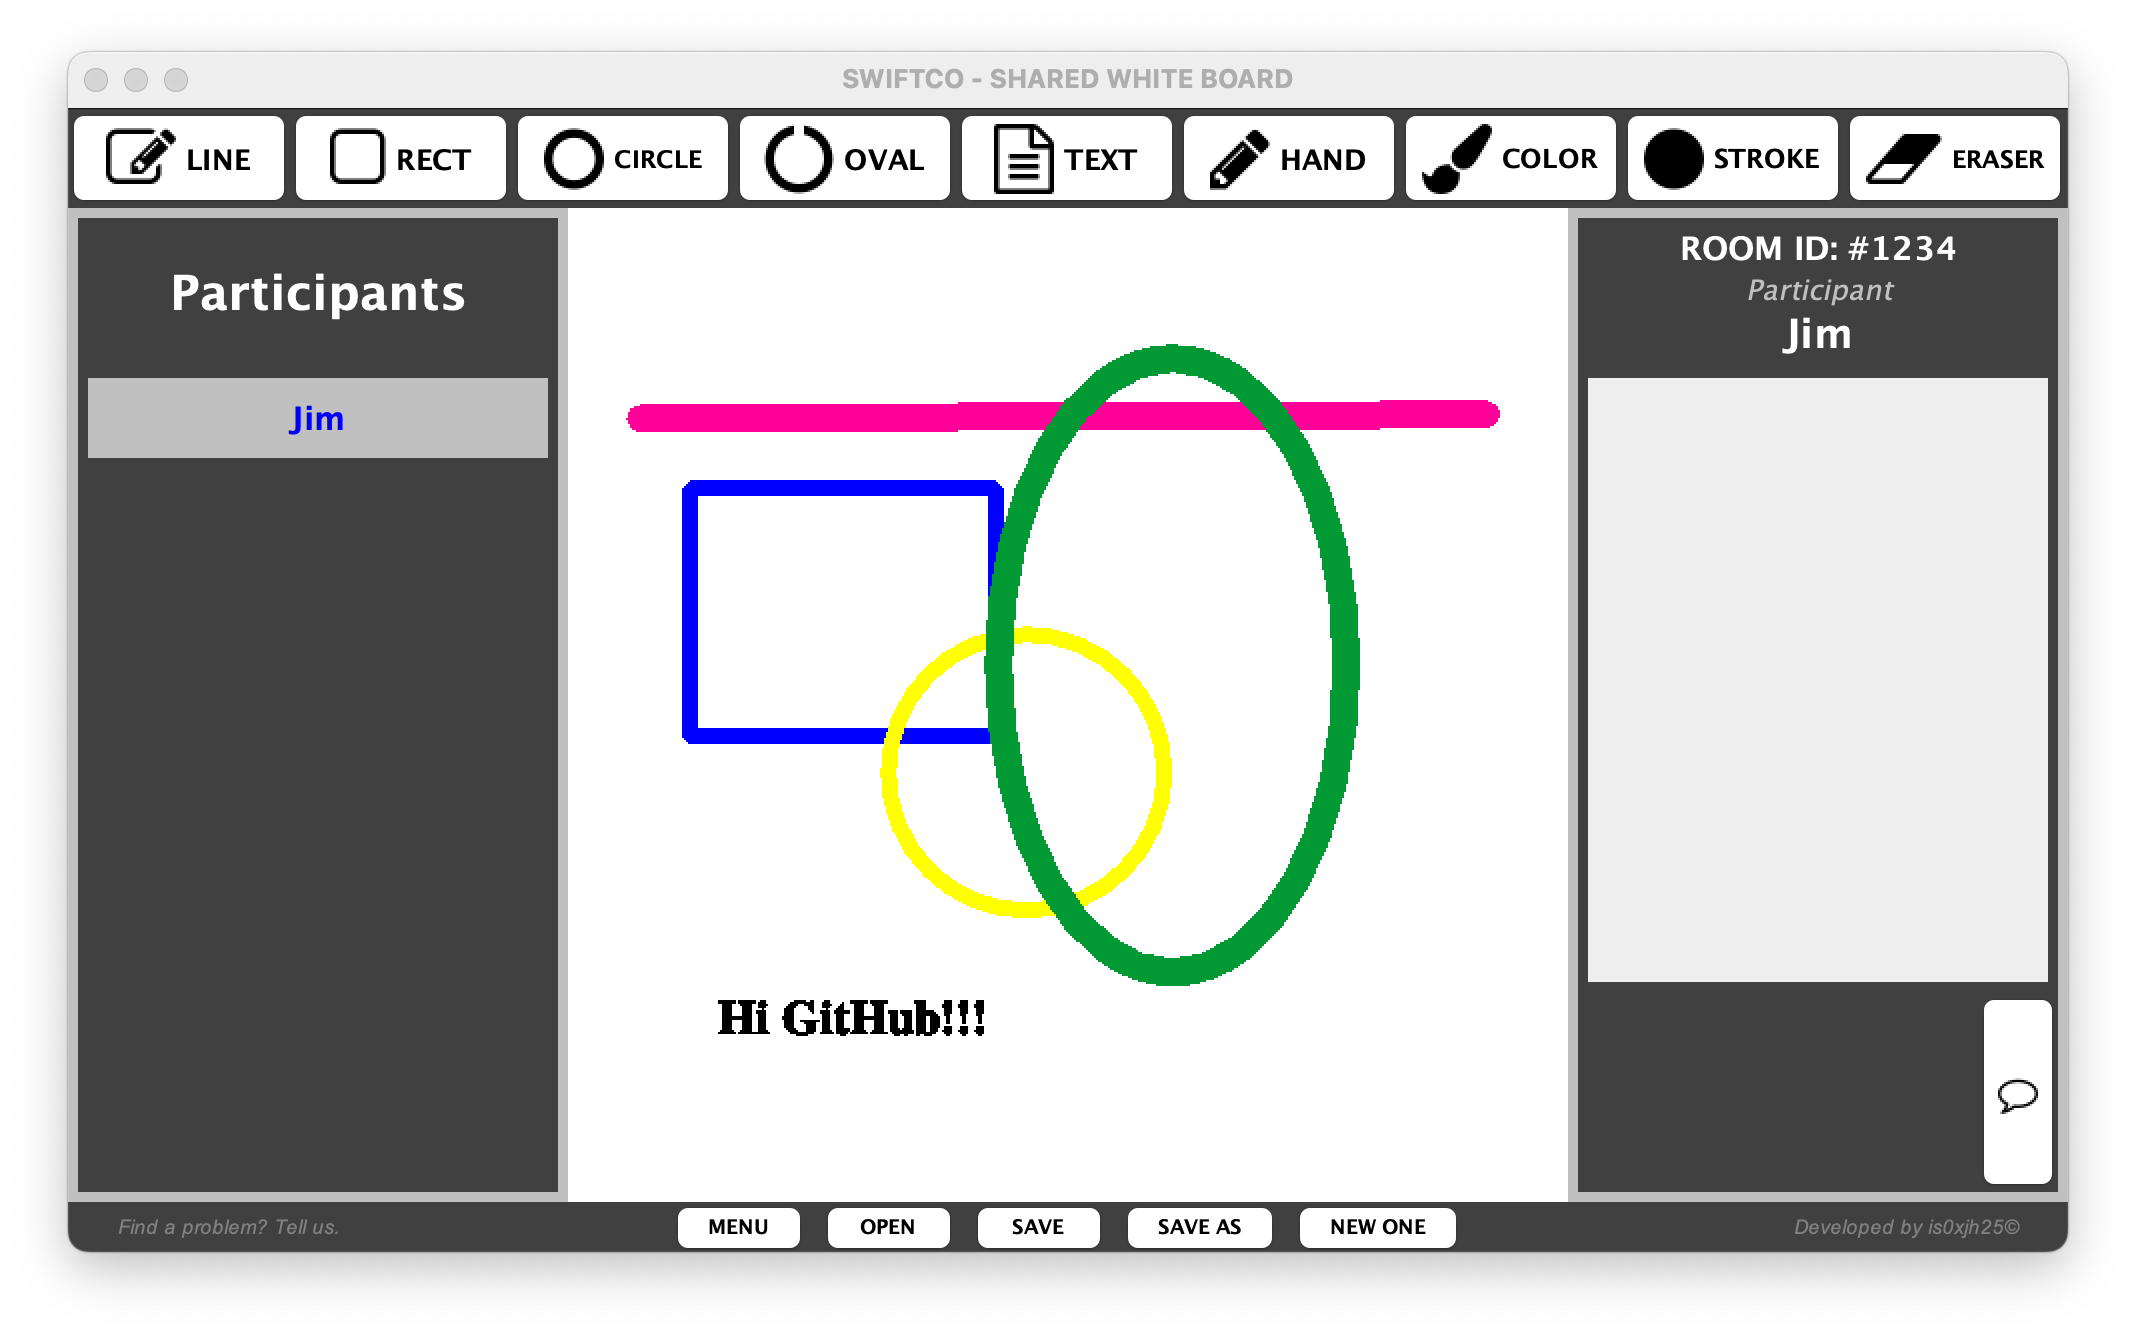 SWIFTCO - SHARED WHITE BOARD
LINE
RECT
CIRCLE
OVAL
TEXT
HAND
COLOR
STROKE
ERASER
Participants
Jim
Hi GitHub!!!
ROOM ID: #1234
Participant
Jim
Find a problem? Tell us.
MENU
OPEN
SAVE
SAVE AS
NEW ONE
Developed by is0xjh25©